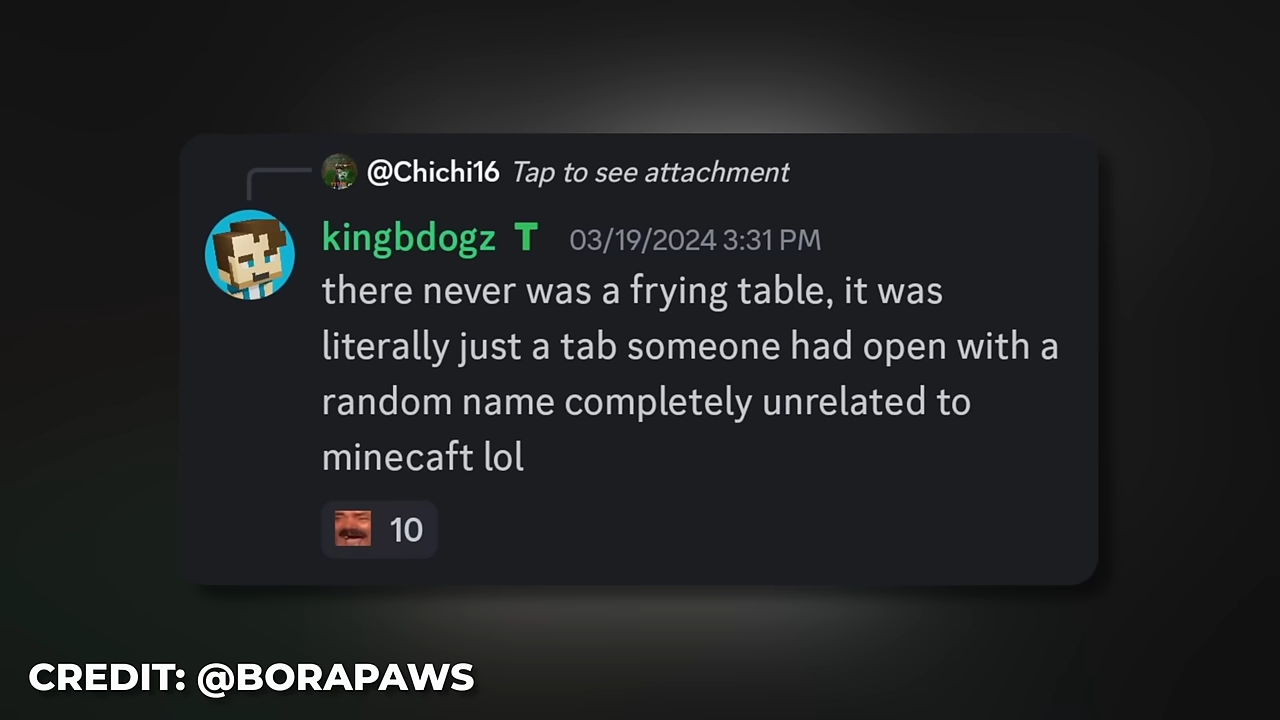 @Chichi16 Tap to see attachment
kingbdogz T 03/19/2024 3:31 PM
there never was a frying table, it was
literally just a tab someone had open with a
random name completely unrelated to
minecaft lol
10
CREDIT: @BORAPAWS